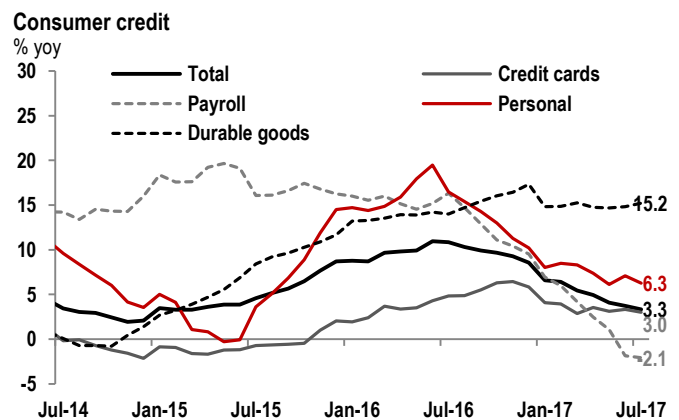 Consumer credit
% yoy
30
25
20
15
10
5
0
-5
Total
Credit cards
Payroll
Personal
Durable goods
15.2
6.3
3.3
3.0
-2.1
Jul-14 Jan-15 Jul-15 Jan-16 Jul-16 Jan-17 Jul-17